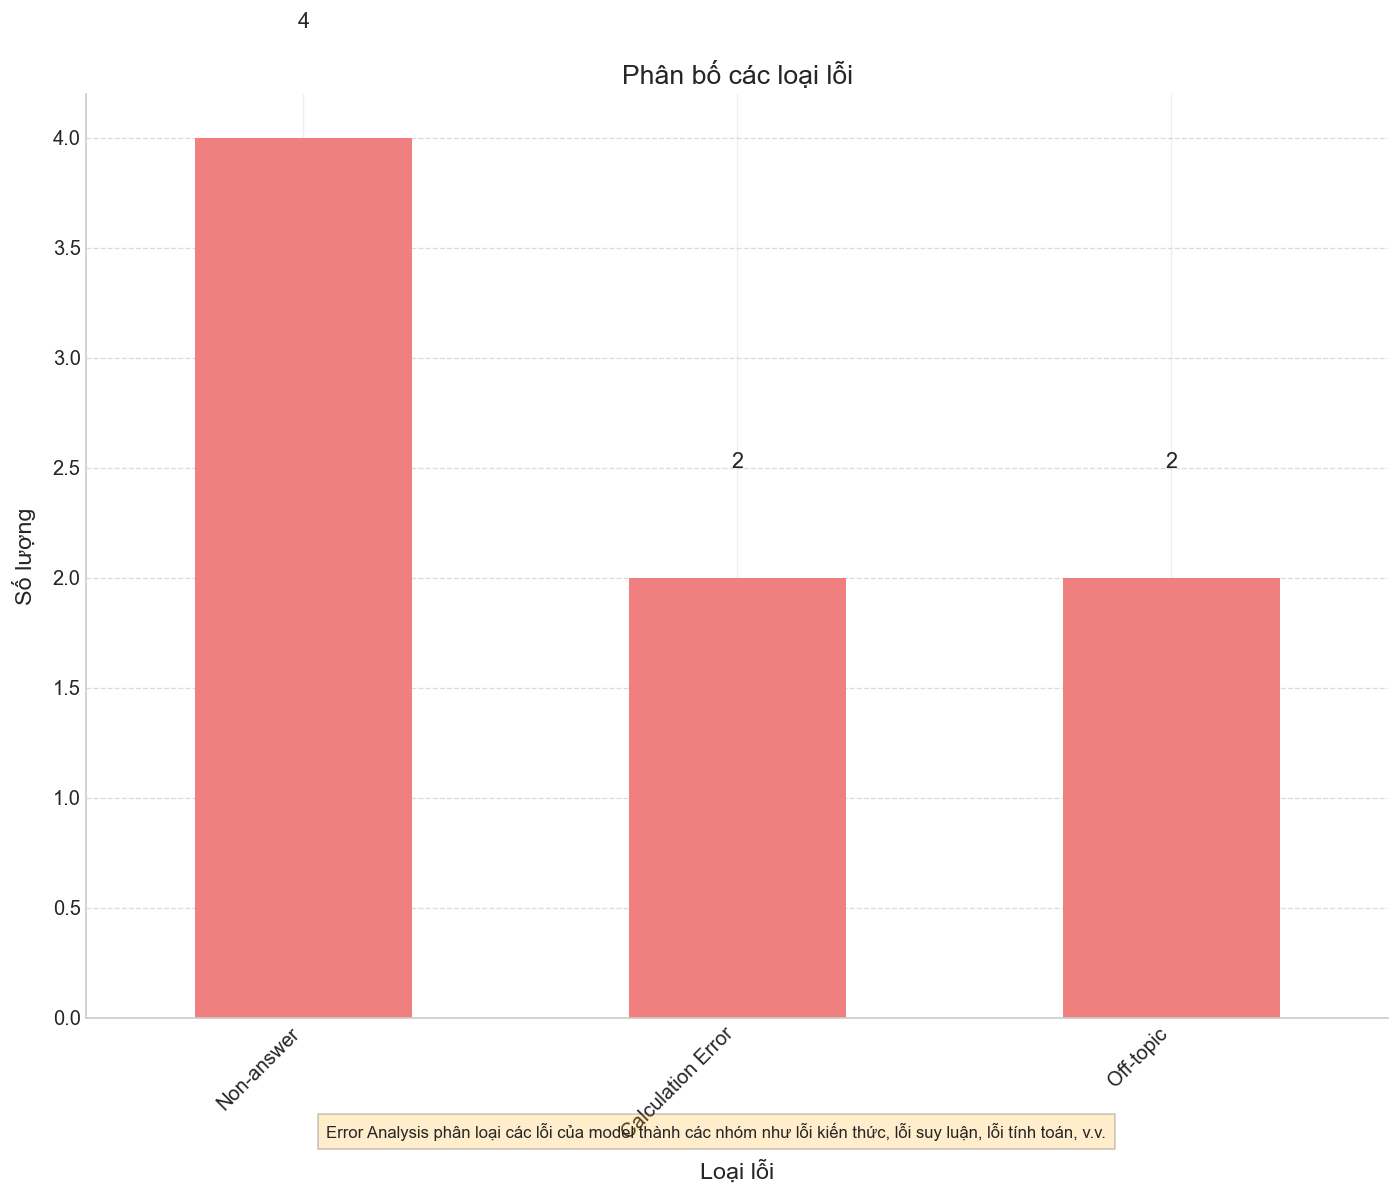 4
Phân bố các loại lỗi
4.0
3.5
3.0
2.5
2.0
1.5
1.0
0.5
0.0
2
2
Số lượng
Non-answer
Calculation Error
Off-topic
Error Analysis phân loại các lỗi của model thành các nhóm như lỗi kiến thức, lỗi suy luận, lỗi tính toán, v.v.
Loại lỗi